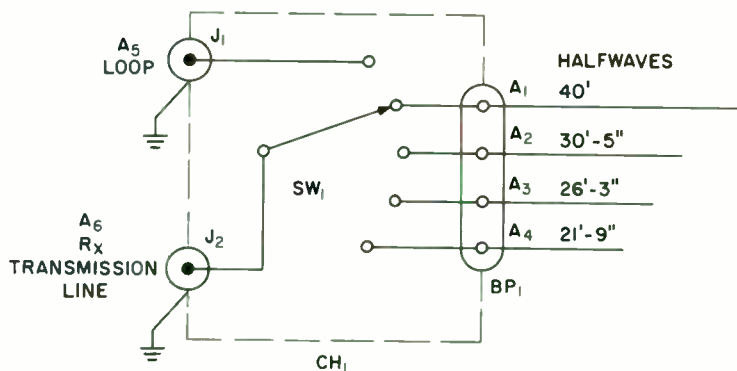 A5
LOOP
J1
HALFWAVES
A1 40'
A2 30'-5"
A3 26'-3"
A4 21'-9"
SW1
A6
RX
TRANSMISSION
LINE
J2
BP1
CH1